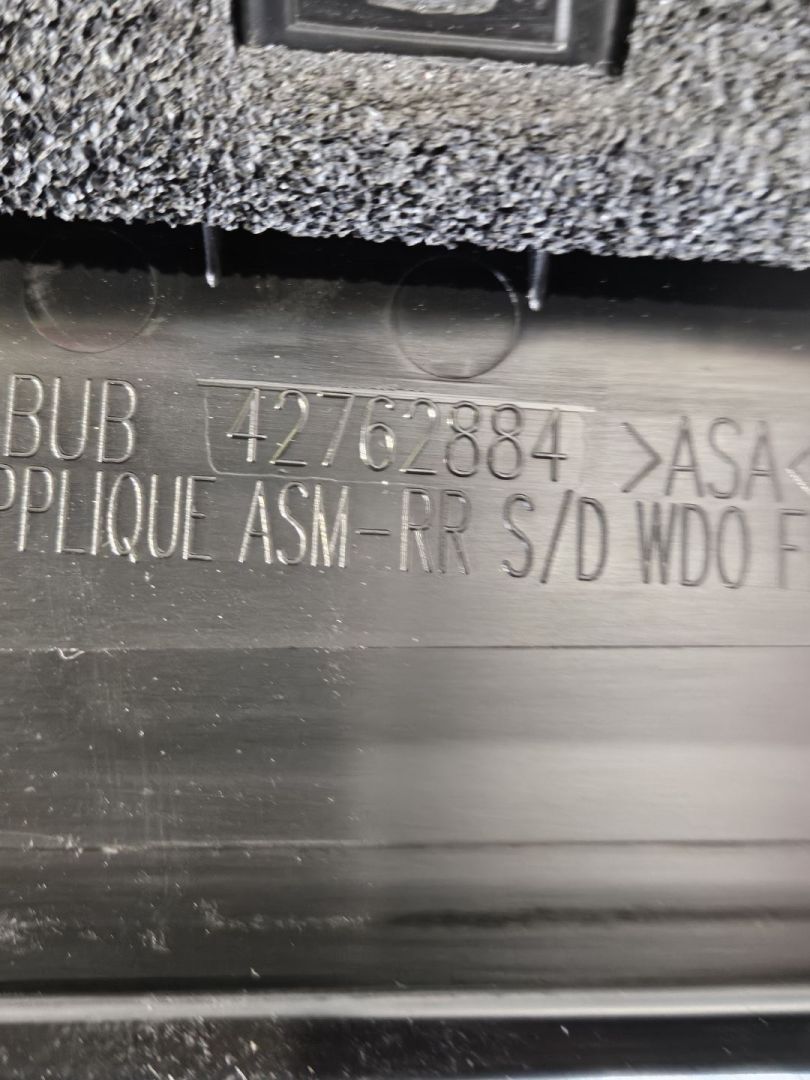 BUB 42762884 >ASA<
PPLIQUE ASM-RR S/D WDO F